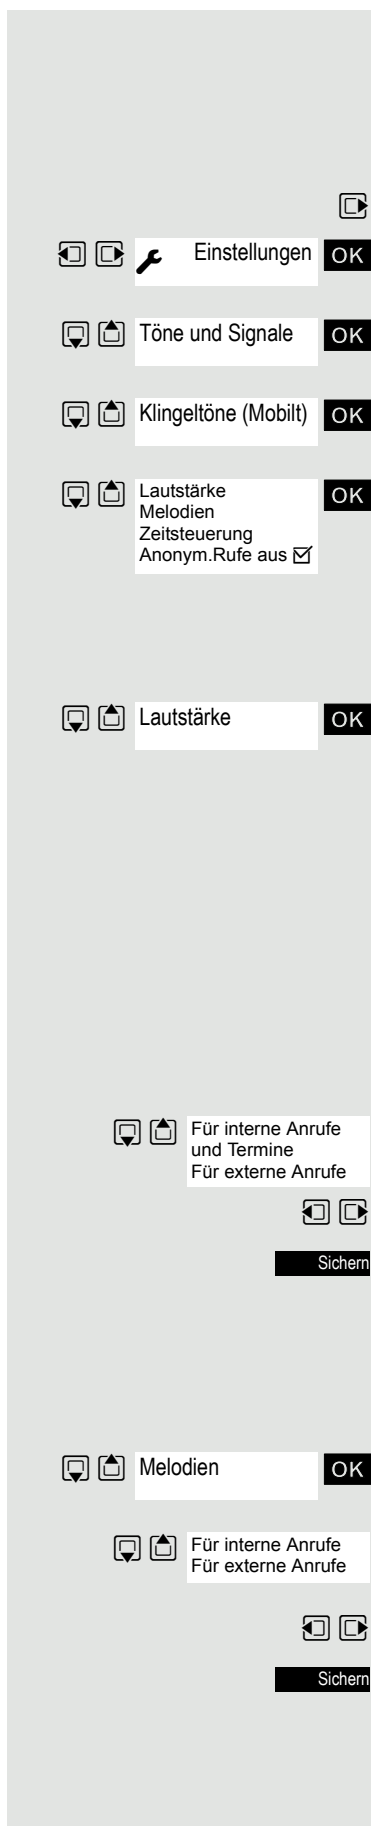 Einstellungen OK
Töne und Signale OK
Klingeltöne (Mobilt) OK
Lautstärke OK
Melodien
Zeitsteuerung
Anonym.Rufe aus ☑
Lautstärke OK
Für interne Anrufe
und Termine
Für externe Anrufe
Sichern
Melodien OK
Für interne Anrufe
Für externe Anrufe
Sichern